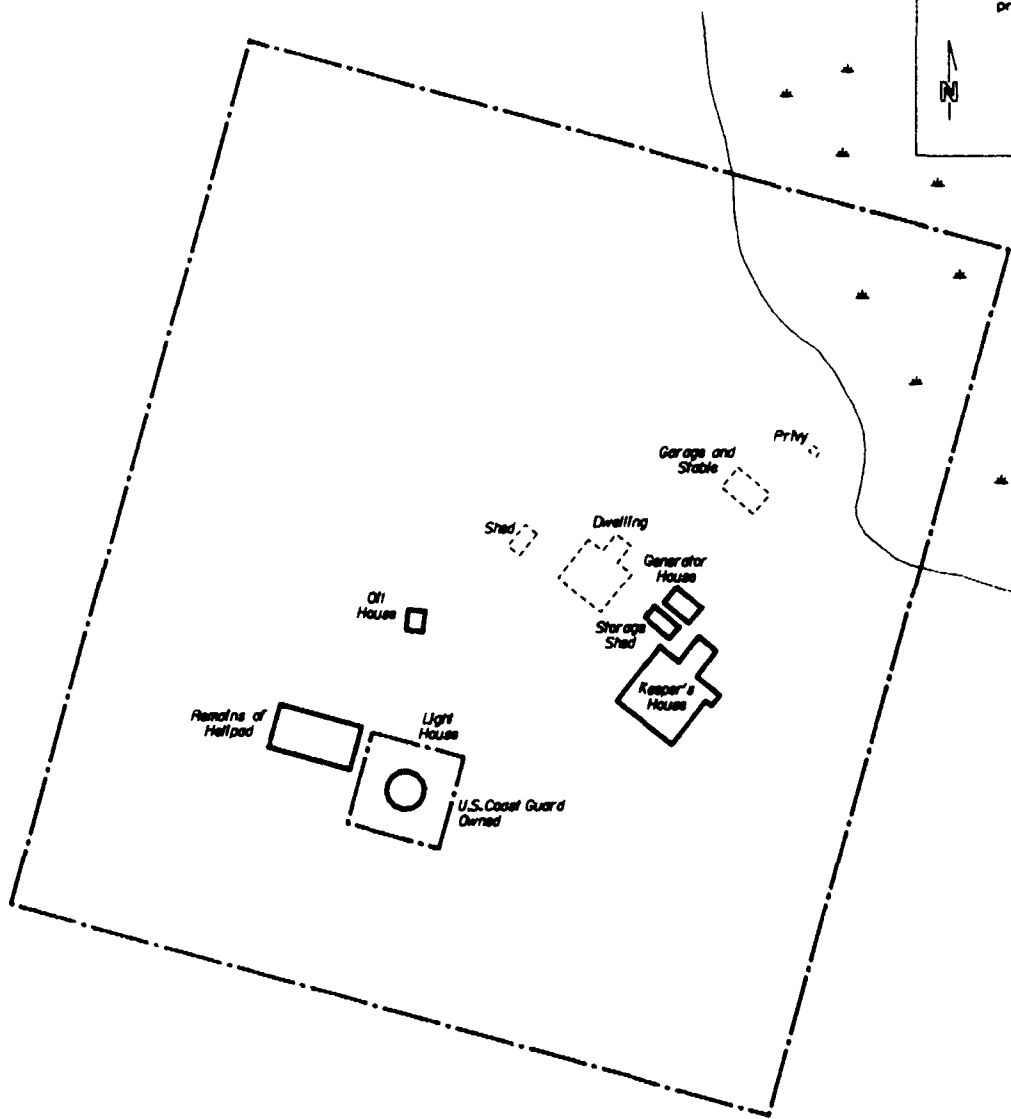 pr
N
Privy
Garage and
Stable
Shed
Dwelling
Generator
House
Oil
House
Storage
Shed
Keeper's
House
Remains of
Helipad
Light
House
U.S. Coast Guard
Owned